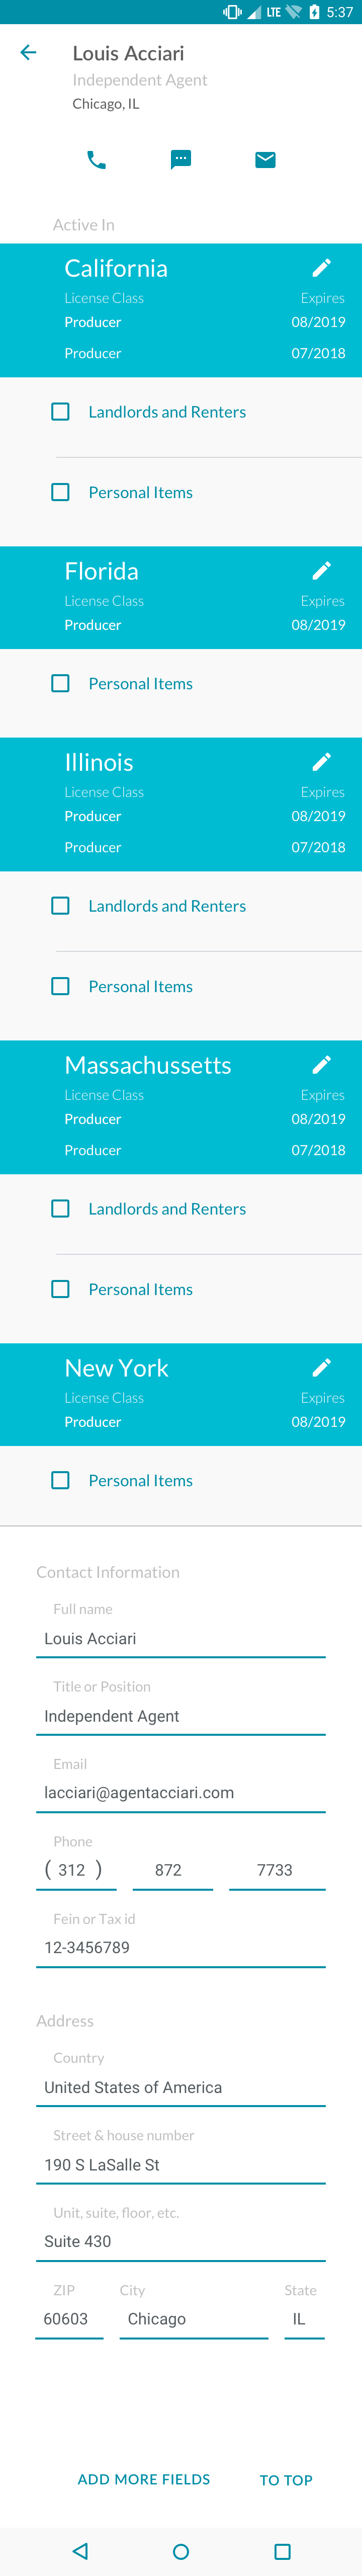 LTE 5:37
Louis Acciari
Independent Agent
Chicago, IL
Active In
California
License Class Expires
Producer 08/2019
Producer 07/2018
Landlords and Renters
Personal Items
Florida
License Class Expires
Producer 08/2019
Personal Items
Illinois
License Class Expires
Producer 08/2019
Producer 07/2018
Landlords and Renters
Personal Items
Massachussetts
License Class Expires
Producer 08/2019
Producer 07/2018
Landlords and Renters
Personal Items
New York
License Class Expires
Producer 08/2019
Personal Items
Contact Information
Full name
Louis Acciari
Title or Position
Independent Agent
Email
lacciari@agentacciari.com
Phone
( 312 ) 872 7733
Fein or Tax id
12-3456789
Address
Country
United States of America
Street & house number
190 S LaSalle St
Unit, suite, floor, etc.
Suite 430
ZIP City State
60603 Chicago IL
ADD MORE FIELDS TO TOP